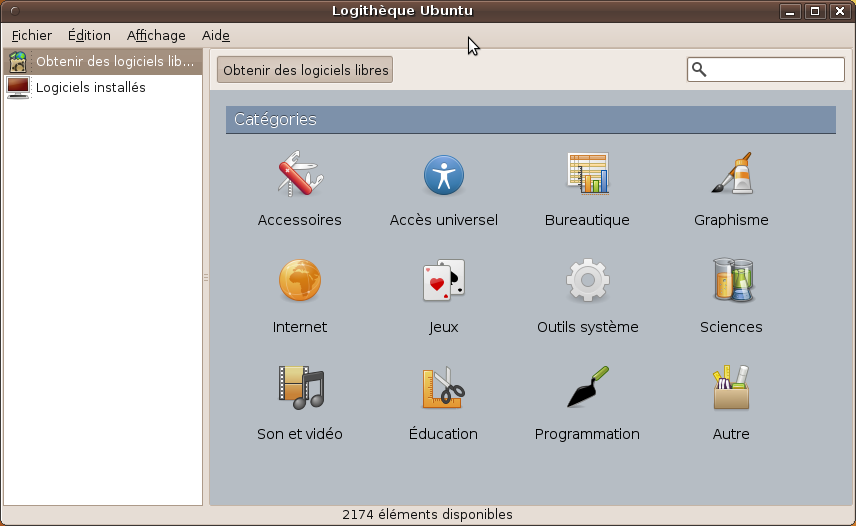 Logithèque Ubuntu
Fichier Édition Affichage Aide
Obtenir des logiciels lib...
Logiciels installés
Obtenir des logiciels libres
Catégories
Accessoires Accès universel Bureautique Graphisme
Internet Jeux Outils système Sciences
Son et vidéo Éducation Programmation Autre
2174 éléments disponibles